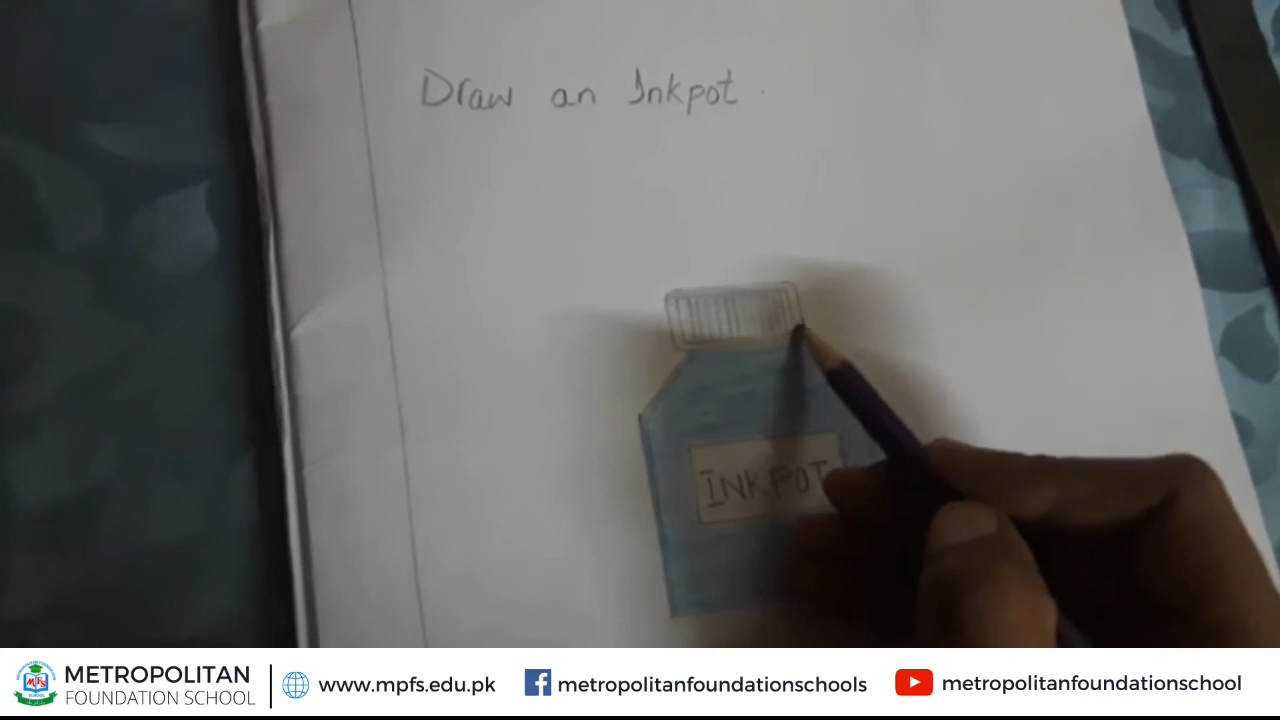 Draw an Inkpot.
INKPOT
METROPOLITAN
FOUNDATION SCHOOL
www.mpfs.edu.pk
metropolitanfoundationschools
metropolitanfoundationschool